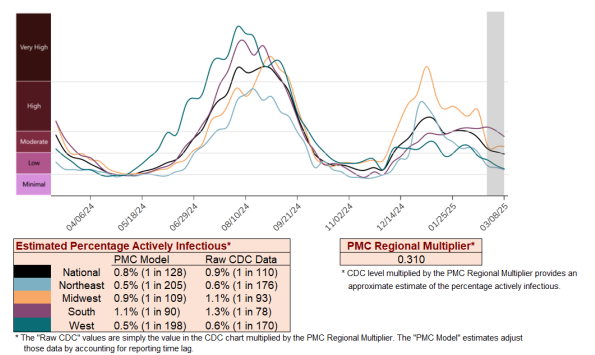 Very High
High
Moderate
Low
Minimal
04/06/24 05/18/24 06/29/24 08/10/24 09/21/24 11/02/24 12/14/24 01/25/25 03/08/25
Estimated Percentage Actively Infectious*
PMC Model Raw CDC Data
National 0.8% (1 in 128) 0.9% (1 in 110)
Northeast 0.5% (1 in 205) 0.6% (1 in 176)
Midwest 0.9% (1 in 109) 1.1% (1 in 93)
South 1.1% (1 in 90) 1.3% (1 in 78)
West 0.5% (1 in 198) 0.6% (1 in 170)
PMC Regional Multiplier*
0.310
* CDC level multiplied by the PMC Regional Multiplier provides an
approximate estimate of the percentage actively infectious.
* The "Raw CDC" values are simply the value in the CDC chart multiplied by the PMC Regional Multiplier. The "PMC Model" estimates adjust
those data by accounting for reporting time lag.